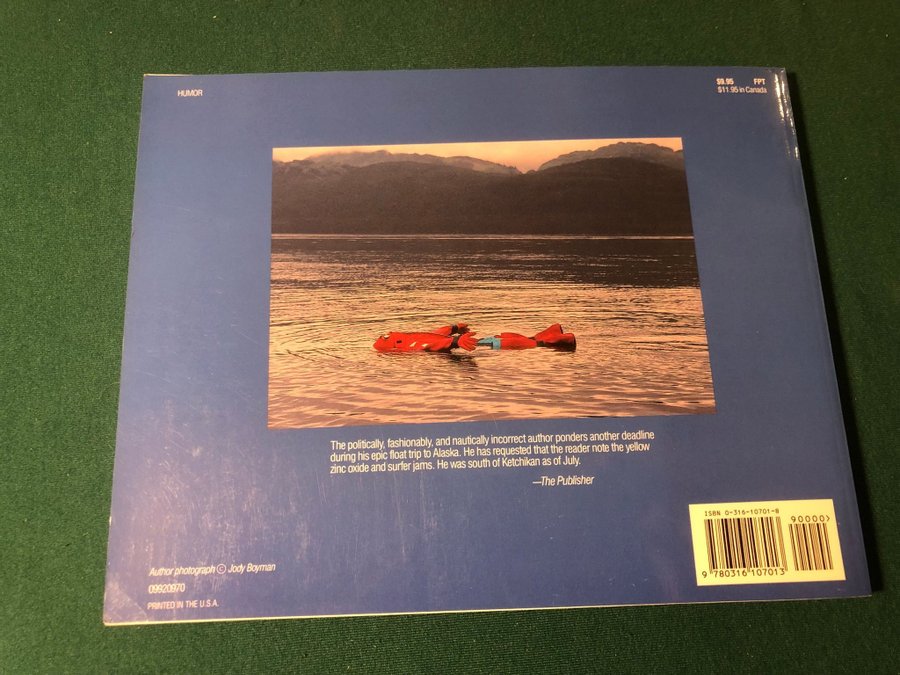 HUMOR
$9.95 FPT
$11.95 in Canada
The politically, fashionably, and nautically incorrect author ponders another deadline
during his epic float trip to Alaska. He has requested that the reader note the yellow
zinc oxide and surfer jams. He was south of Ketchikan as of July.
—The Publisher
ISBN 0-316-10701-8
90000>
9 780316 107013
Author photograph © Jody Boyman
09920970
PRINTED IN THE U.S.A.